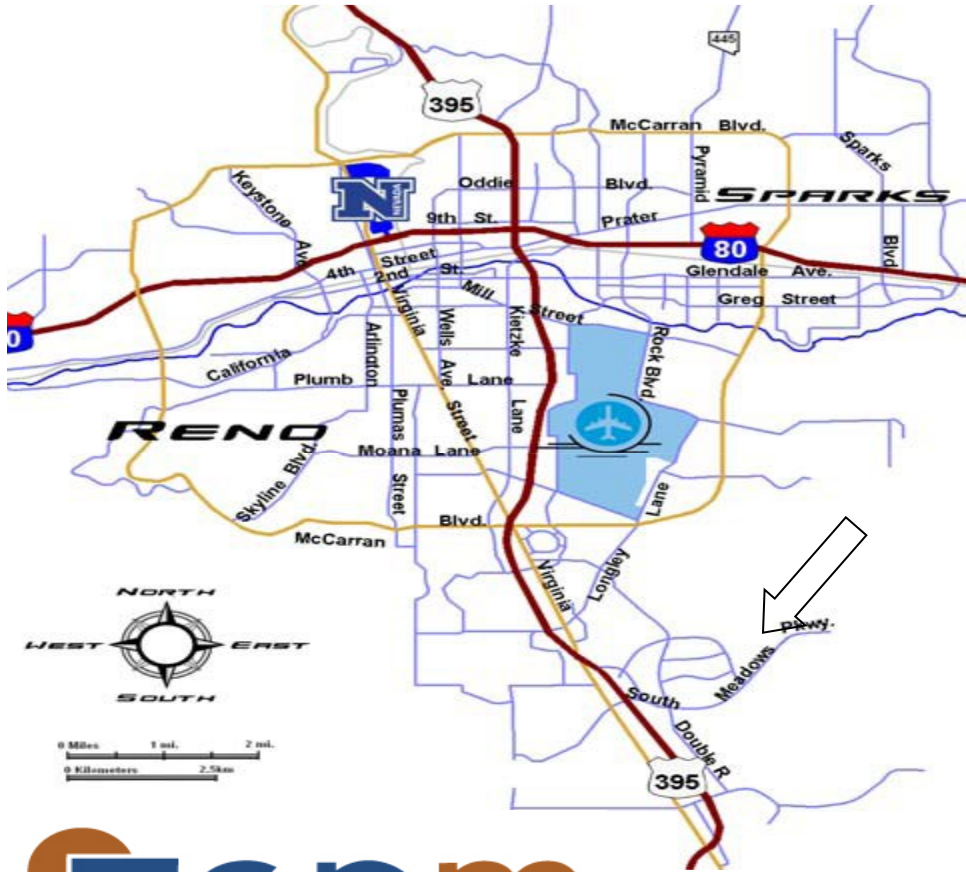 445
395
McCarran Blvd.
Sparks
Blvd.
Keystone
Ave.
N
NEVADA
Oddie Blvd.
Pyramid
SPARKS
9th St.
Prater
80
4th Street
2nd St.
Glendale Ave.
Mill Street
Greg Street
Virginia
Street
Wells
Ave.
Kietzke
Lane
Rock Blvd.
Arlington
California
Plumb Lane
Plumas
Street
RENO
Moana Lane
Skyline Blvd.
Lane
McCarran Blvd.
Longley
Virginia
NORTH
WEST EAST
SOUTH
South
Meadows
Pkwy.
Double R
0 Miles 1 mi. 2 mi.
0 Kilometers 2.5km
395